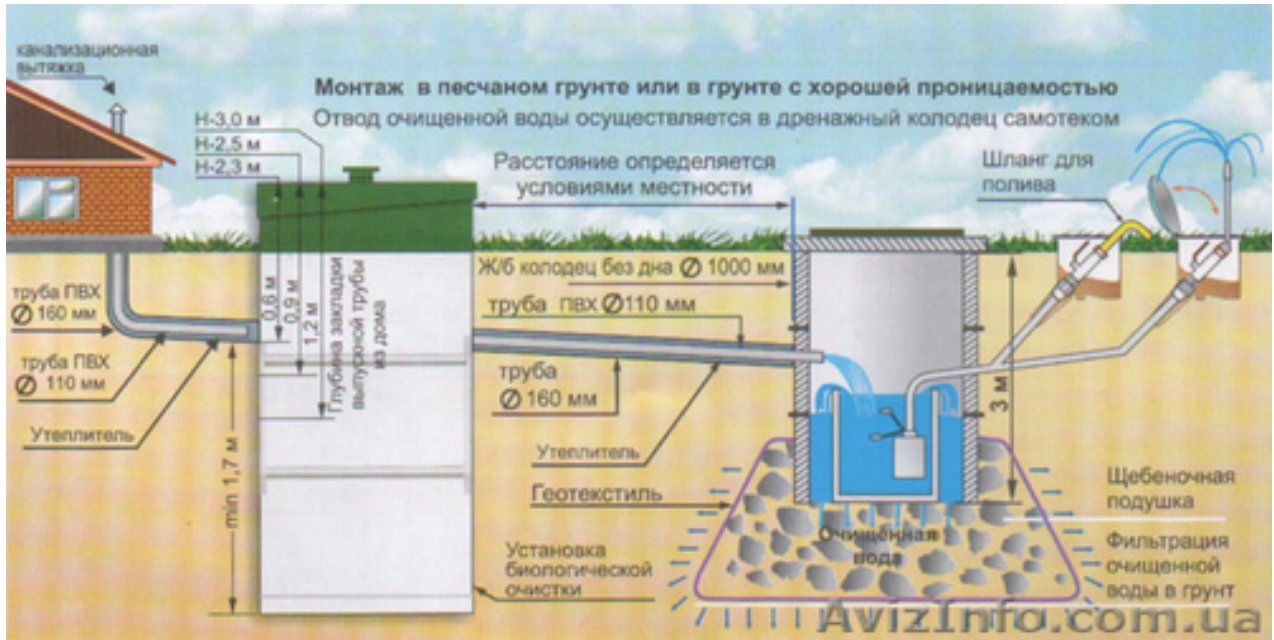 канализационная
вытяжка
Монтаж в песчаном грунте или в грунте с хорошей проницаемостью
Отвод очищенной воды осуществляется в дренажный колодец самотеком
Н-3,0 м
Н-2,5 м
Н-2,3 м
Расстояние определяется
условиями местности
Шланг для
полива
Ж/б колодец без дна Ø 1000 мм
труба ПВХ Ø110 мм
труба ПВХ
Ø 160 мм
труба ПВХ
Ø 110 мм
Утеплитель
0,6 м
0,9 м
1,2 м
Глубина закладки
выпускной трубы
из дома
min 1,7 м
труба
Ø 160 мм
Утеплитель
Геотекстиль
3 м
Установка
биологической
очистки
Очищенная
вода
Щебеночная
подушка
Фильтрация
очищенной
воды в грунт
AvizInfo.com.ua